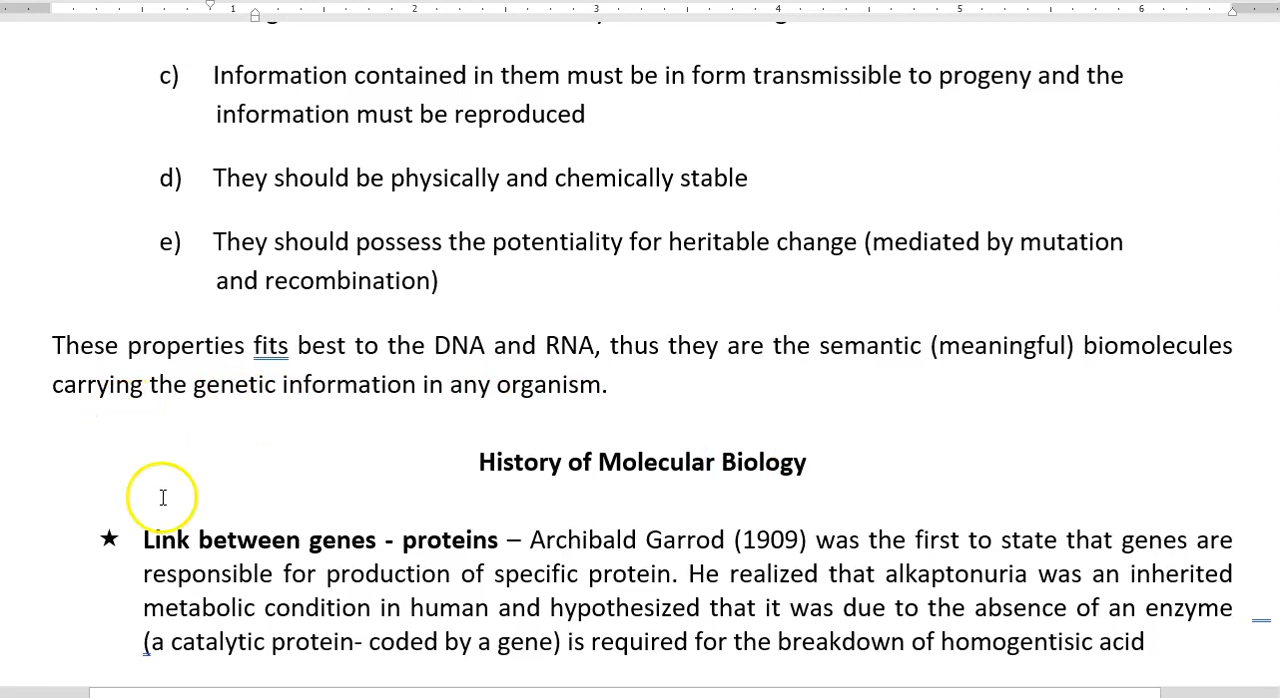 1 2 3 4 5 6
c) Information contained in them must be in form transmissible to progeny and the
information must be reproduced
d) They should be physically and chemically stable
e) They should possess the potentiality for heritable change (mediated by mutation
and recombination)
These properties fits best to the DNA and RNA, thus they are the semantic (meaningful) biomolecules
carrying the genetic information in any organism.
History of Molecular Biology
★ Link between genes - proteins – Archibald Garrod (1909) was the first to state that genes are
responsible for production of specific protein. He realized that alkaptonuria was an inherited
metabolic condition in human and hypothesized that it was due to the absence of an enzyme
(a catalytic protein- coded by a gene) is required for the breakdown of homogentisic acid